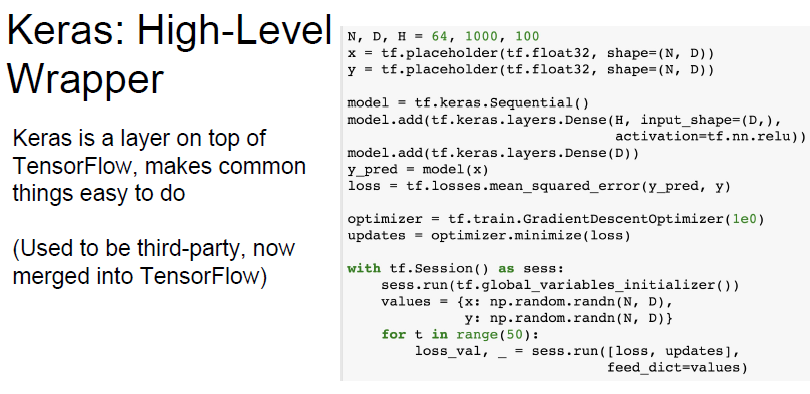 Keras: High-Level
Wrapper
Keras is a layer on top of
TensorFlow, makes common
things easy to do
(Used to be third-party, now
merged into TensorFlow)
N, D, H = 64, 1000, 100
x = tf.placeholder(tf.float32, shape=(N, D))
y = tf.placeholder(tf.float32, shape=(N, D))
model = tf.keras.Sequential()
model.add(tf.keras.layers.Dense(H, input_shape=(D,),
activation=tf.nn.relu))
model.add(tf.keras.layers.Dense(D))
y_pred = model(x)
loss = tf.losses.mean_squared_error(y_pred, y)
optimizer = tf.train.GradientDescentOptimizer(1e0)
updates = optimizer.minimize(loss)
with tf.Session() as sess:
sess.run(tf.global_variables_initializer())
values = {x: np.random.randn(N, D),
y: np.random.randn(N, D)}
for t in range(50):
loss_val, _ = sess.run([loss, updates],
feed_dict=values)